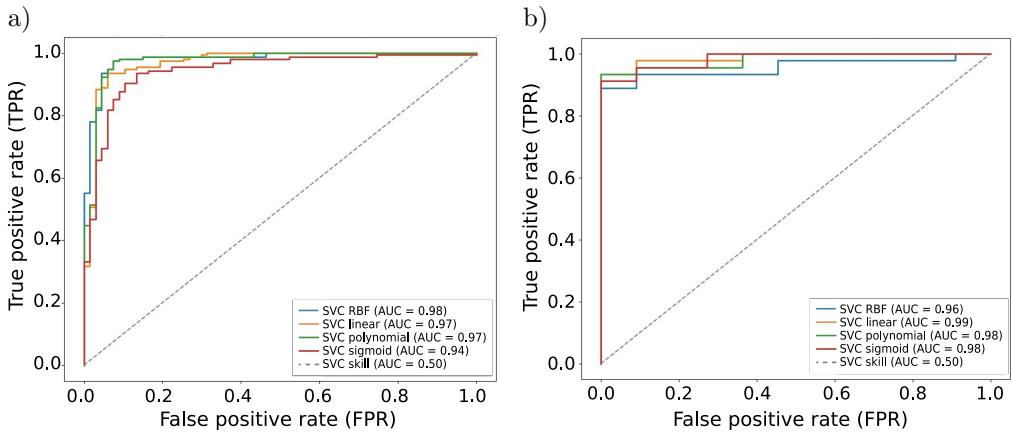 a)
1.0
0.8
0.6
0.4
0.2
0.0
True positive rate (TPR)
SVC RBF (AUC = 0.98)
SVC linear (AUC = 0.97)
SVC polynomial (AUC = 0.97)
SVC sigmoid (AUC = 0.94)
SVC skill (AUC = 0.50)
0.0 0.2 0.4 0.6 0.8 1.0
False positive rate (FPR)
b)
1.0
0.8
0.6
0.4
0.2
0.0
True positive rate (TPR)
SVC RBF (AUC = 0.96)
SVC linear (AUC = 0.99)
SVC polynomial (AUC = 0.98)
SVC sigmoid (AUC = 0.98)
SVC skill (AUC = 0.50)
0.0 0.2 0.4 0.6 0.8 1.0
False positive rate (FPR)